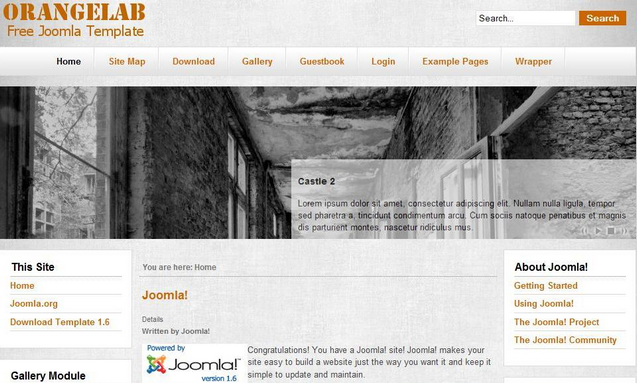 ORANGELAB
Free Joomla Template
Search...
Search
Home
Site Map
Download
Gallery
Guestbook
Login
Example Pages
Wrapper
Castle 2
Lorem ipsum dolor sit amet, consectetur adipiscing elit. Nullam nulla ligula, tempor
sed pharetra a, tincidunt condimentum arcu. Cum sociis natoque penatibus et magnis
dis parturient montes, nascetur ridiculus mus.
This Site
Home
Joomla.org
Download Template 1.6
Gallery Module
You are here: Home
Joomla!
Details
Written by Joomla!
Powered by
Joomla!
version 1.6
Congratulations! You have a Joomla! site! Joomla! makes your
site easy to build a website just the way you want it and keep it
simple to update and maintain.
About Joomla!
Getting Started
Using Joomla!
The Joomla! Project
The Joomla! Community